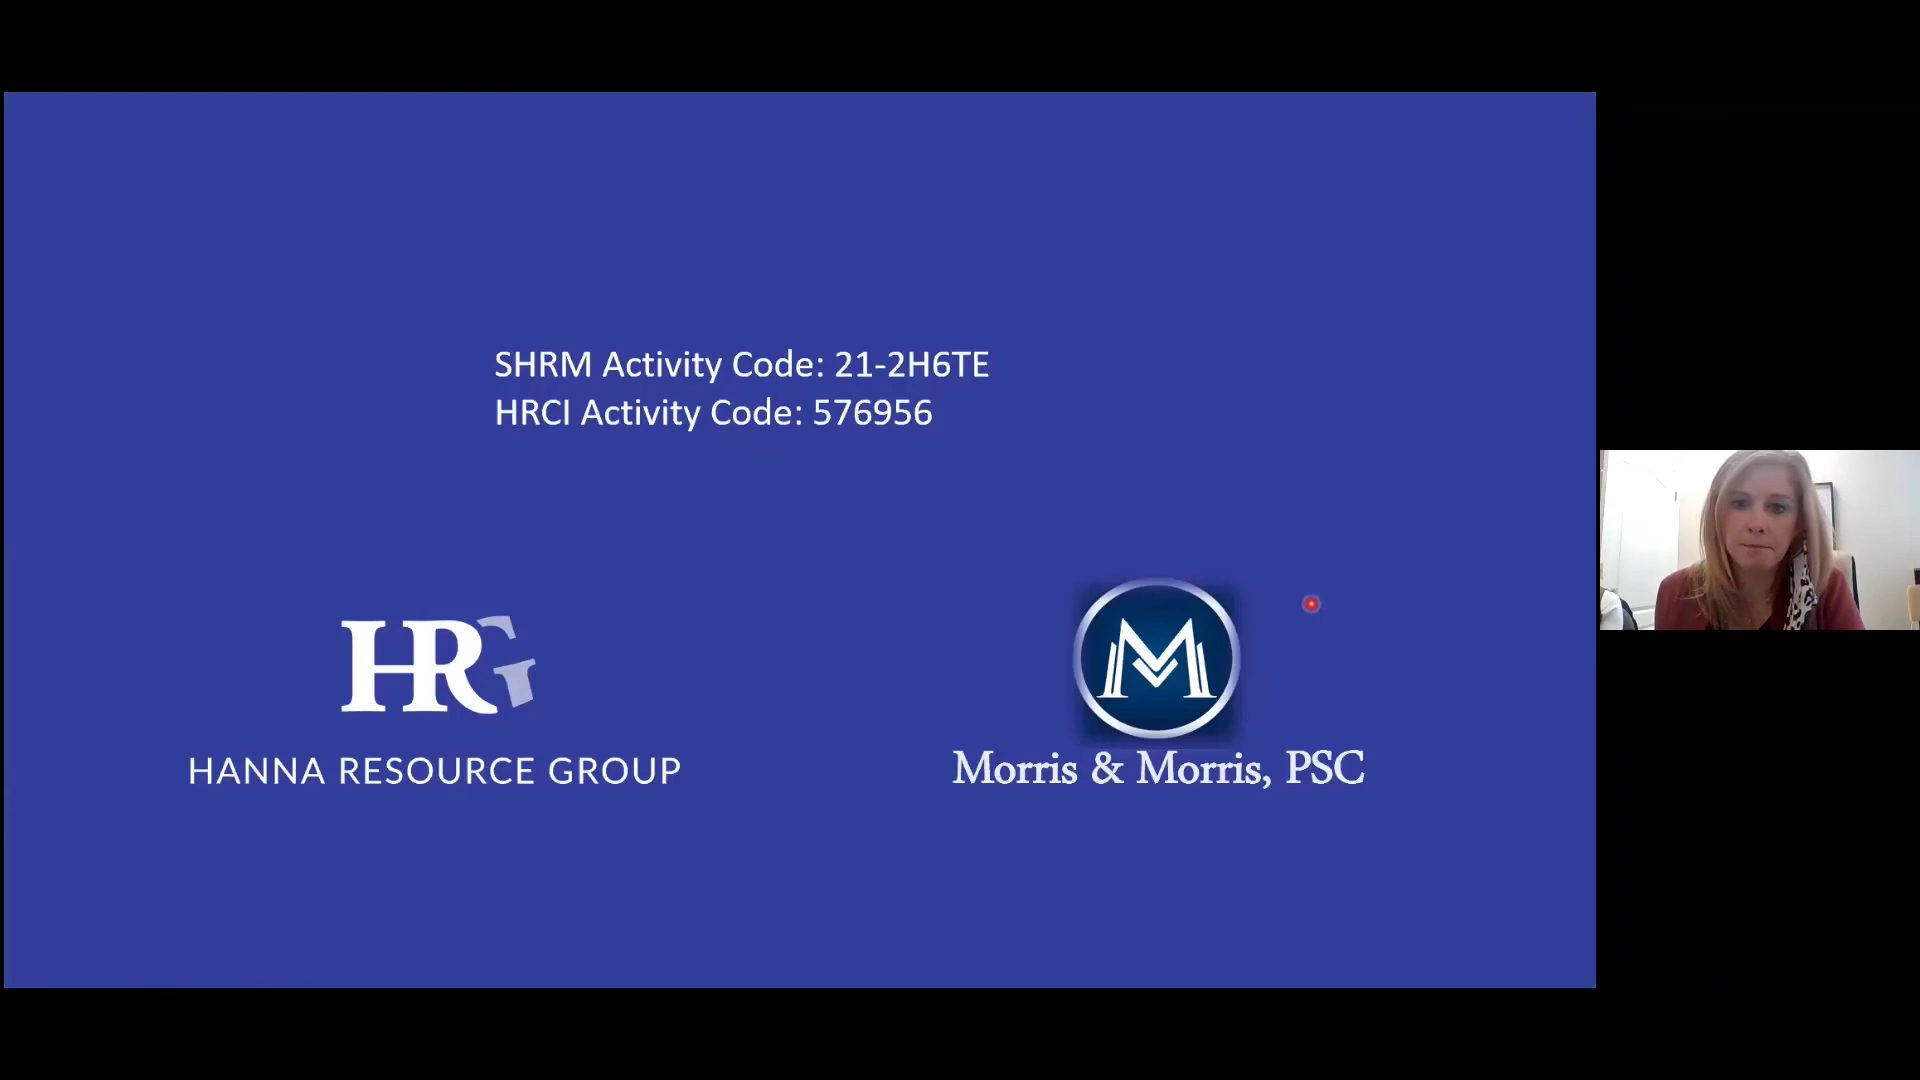 SHRM Activity Code: 21-2H6TE
HRCI Activity Code: 576956
HRG
HANNA RESOURCE GROUP
M
Morris & Morris, PSC